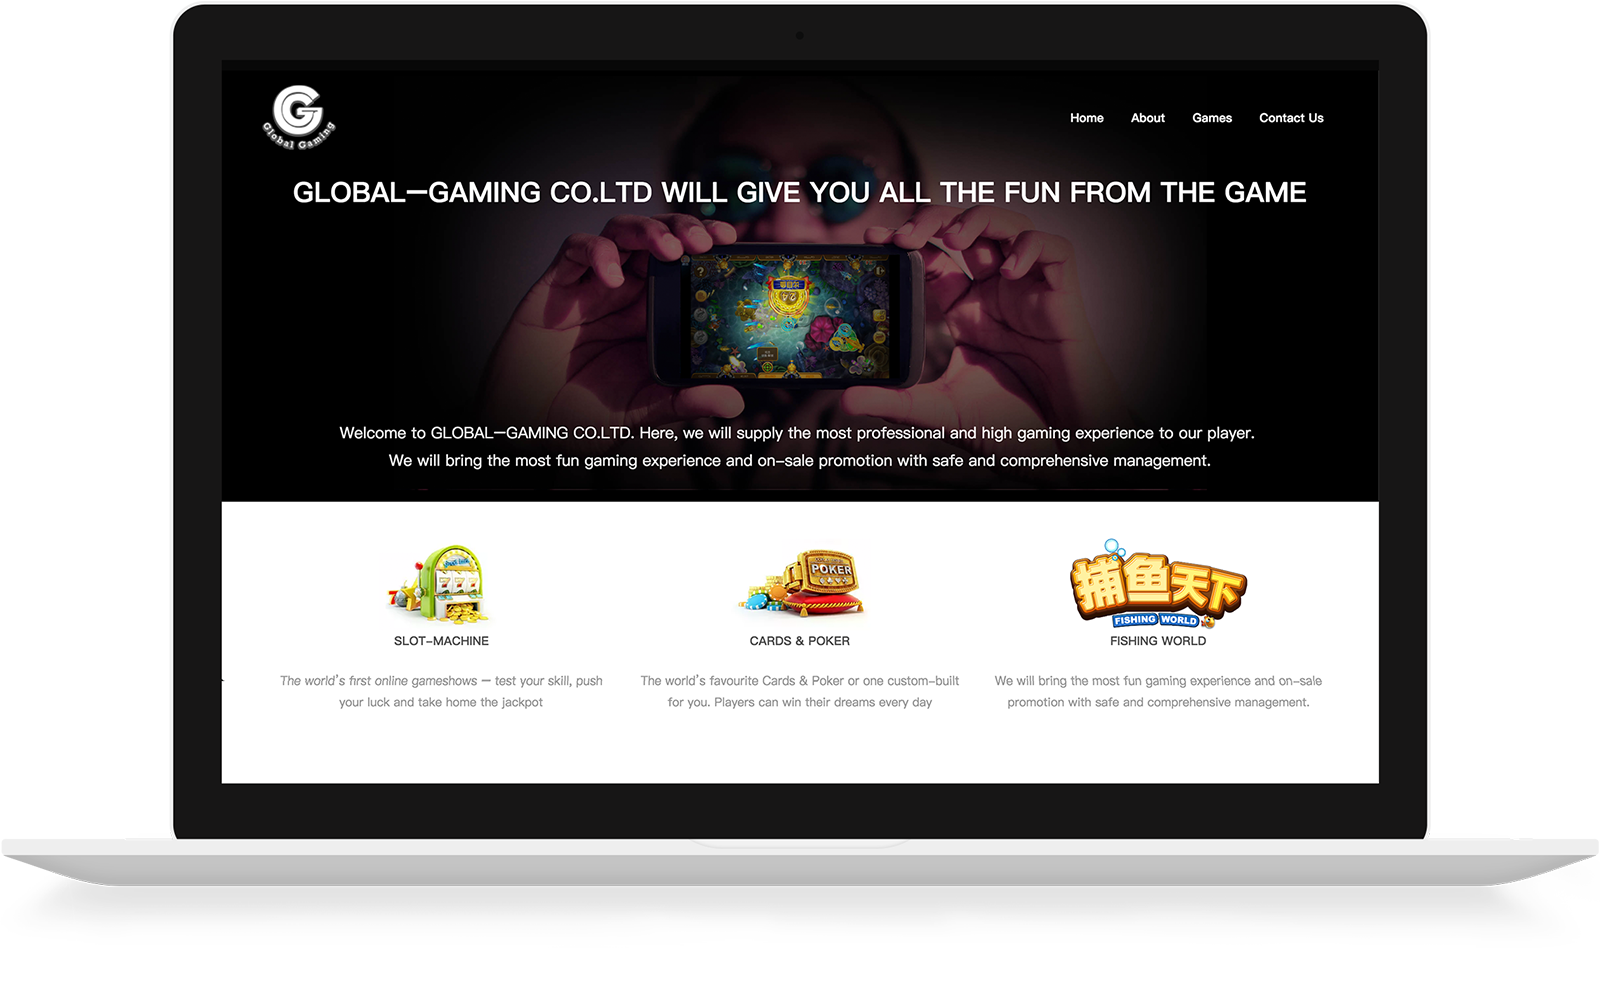 Global Gaming
Home About Games Contact Us
GLOBAL-GAMING CO.LTD WILL GIVE YOU ALL THE FUN FROM THE GAME
Welcome to GLOBAL-GAMING CO.LTD. Here, we will supply the most professional and high gaming experience to our player.
We will bring the most fun gaming experience and on-sale promotion with safe and comprehensive management.
777
POKER
捕鱼天下
FISHING WORLD
SLOT-MACHINE
CARDS & POKER
FISHING WORLD
The world's first online gameshows – test your skill, push
your luck and take home the jackpot
The world's favourite Cards & Poker or one custom-built
for you. Players can win their dreams every day
We will bring the most fun gaming experience and on-sale
promotion with safe and comprehensive management.